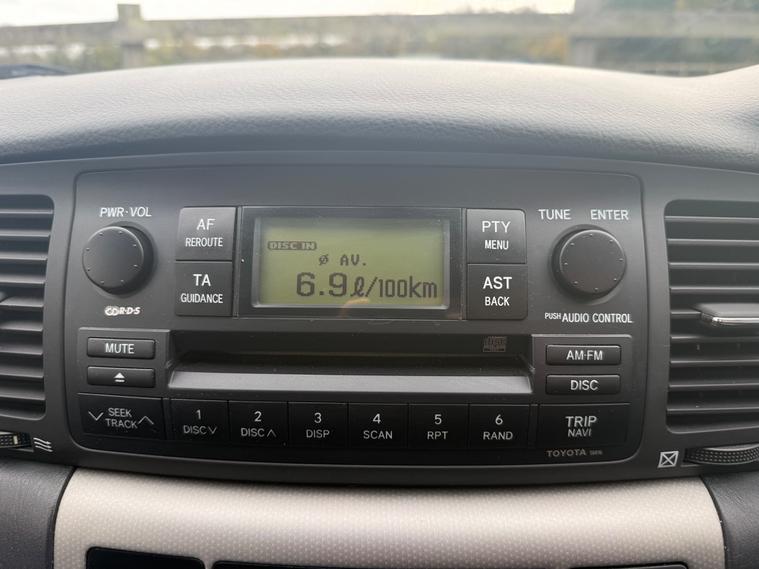 PWR·VOL
AF
REROUTE
TA
GUIDANCE
DISC IN
ø AV.
6.9ℓ/100km
PTY
MENU
AST
BACK
TUNE ENTER
PUSH AUDIO CONTROL
CD R·D·S
MUTE
AM·FM
DISC
SEEK
TRACK
1
DISC
2
DISC
3
DISP
4
SCAN
5
RPT
6
RAND
TRIP
NAVI
TOYOTA